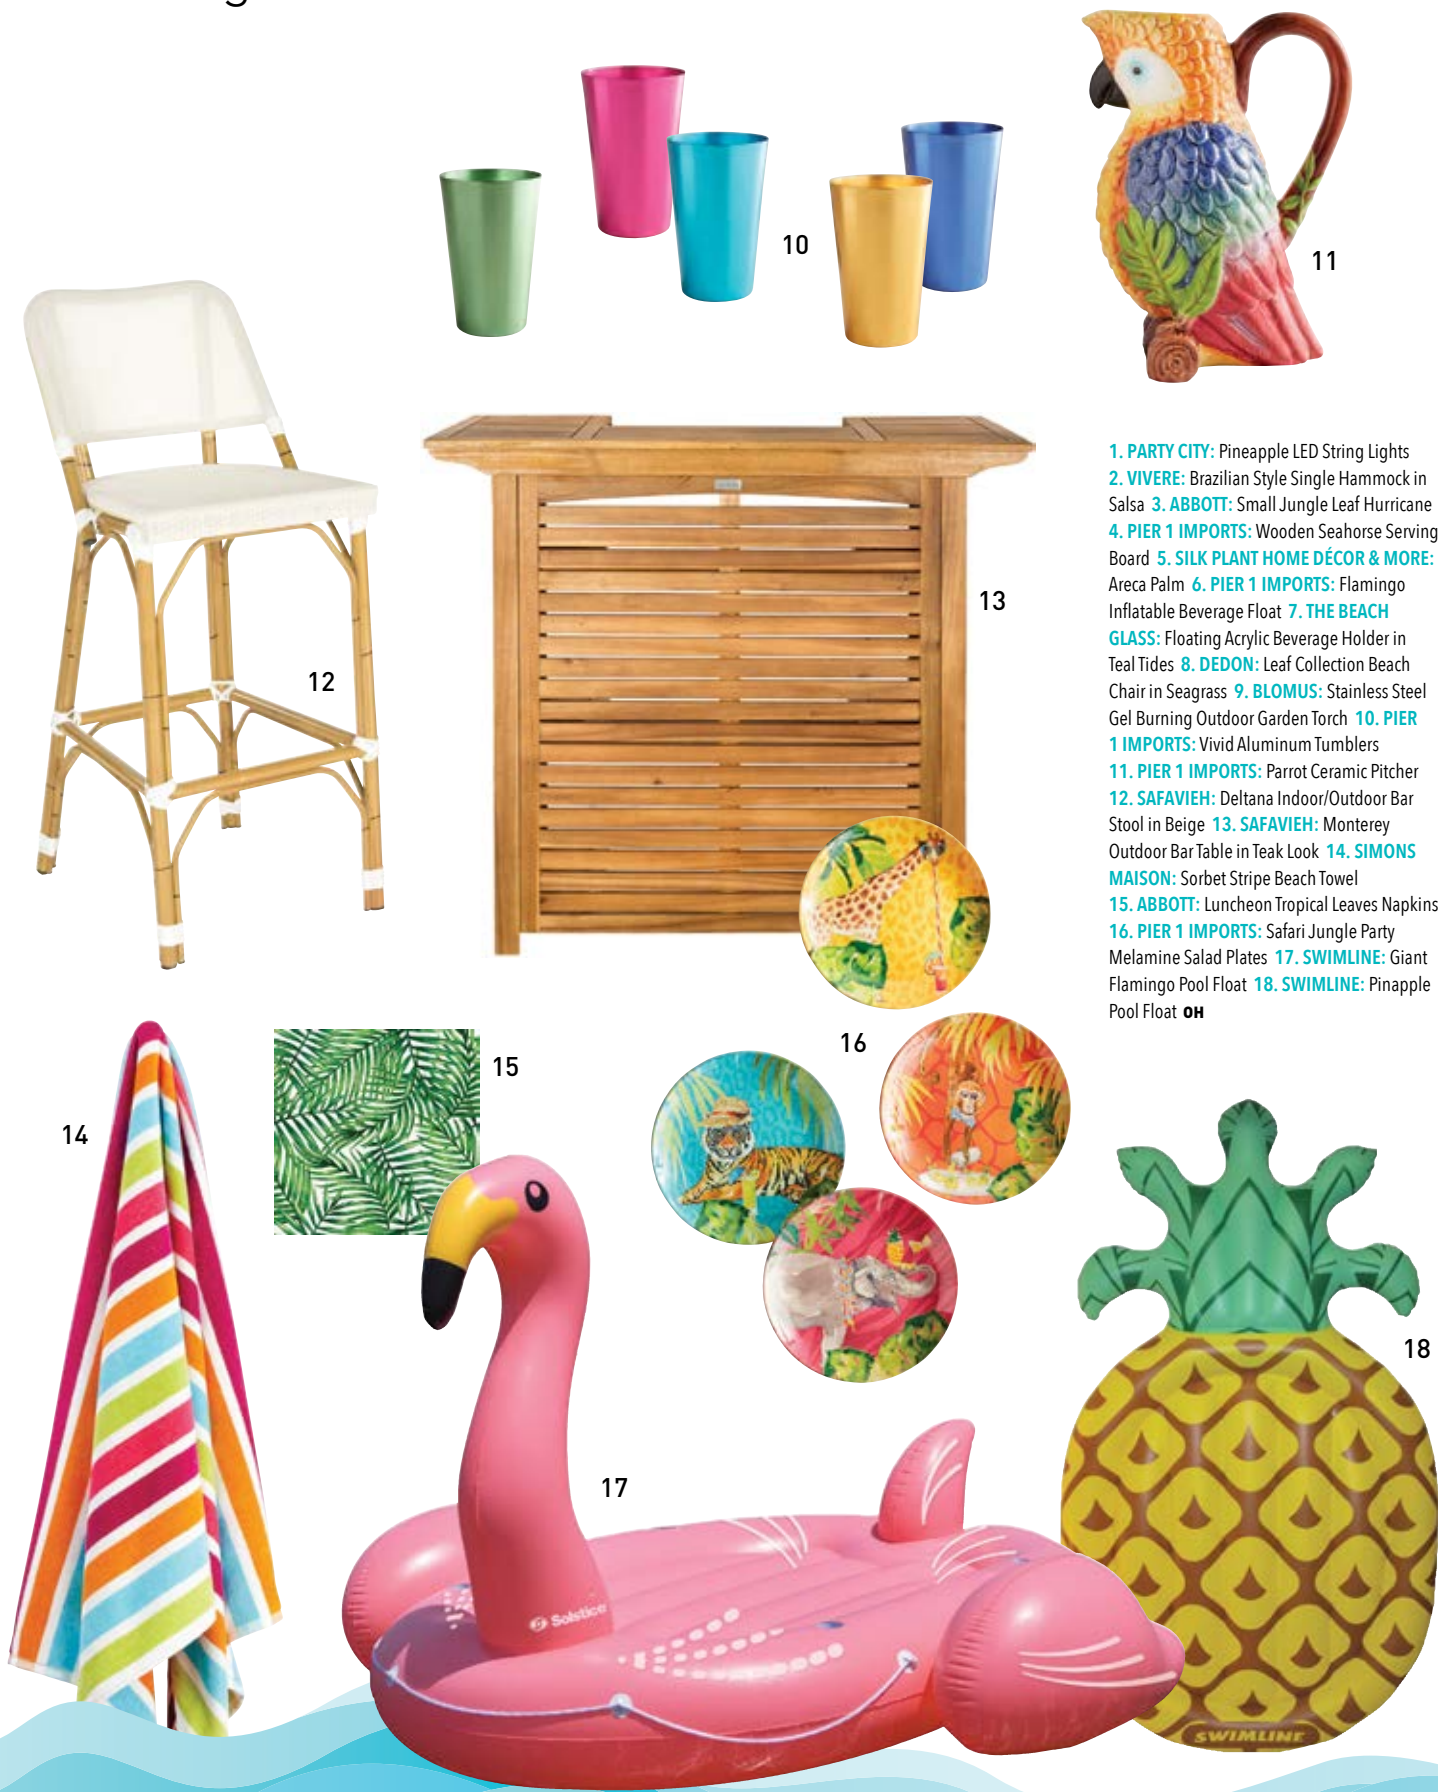 g
10
11
12
13
1. PARTY CITY: Pineapple LED String Lights
2. VIVERE: Brazilian Style Single Hammock in
Salsa 3. ABBOTT: Small Jungle Leaf Hurricane
4. PIER 1 IMPORTS: Wooden Seahorse Serving
Board 5. SILK PLANT HOME DÉCOR & MORE:
Areca Palm 6. PIER 1 IMPORTS: Flamingo
Inflatable Beverage Float 7. THE BEACH
GLASS: Floating Acrylic Beverage Holder in
Teal Tides 8. DEDON: Leaf Collection Beach
Chair in Seagrass 9. BLOMUS: Stainless Steel
Gel Burning Outdoor Garden Torch 10. PIER
1 IMPORTS: Vivid Aluminum Tumblers
11. PIER 1 IMPORTS: Parrot Ceramic Pitcher
12. SAFAVIEH: Deltana Indoor/Outdoor Bar
Stool in Beige 13. SAFAVIEH: Monterey
Outdoor Bar Table in Teak Look 14. SIMONS
MAISON: Sorbet Stripe Beach Towel
15. ABBOTT: Luncheon Tropical Leaves Napkins
16. PIER 1 IMPORTS: Safari Jungle Party
Melamine Salad Plates 17. SWIMLINE: Giant
Flamingo Pool Float 18. SWIMLINE: Pinapple
Pool Float OH
14
15
16
17
18
Solstice
SWIMLINE